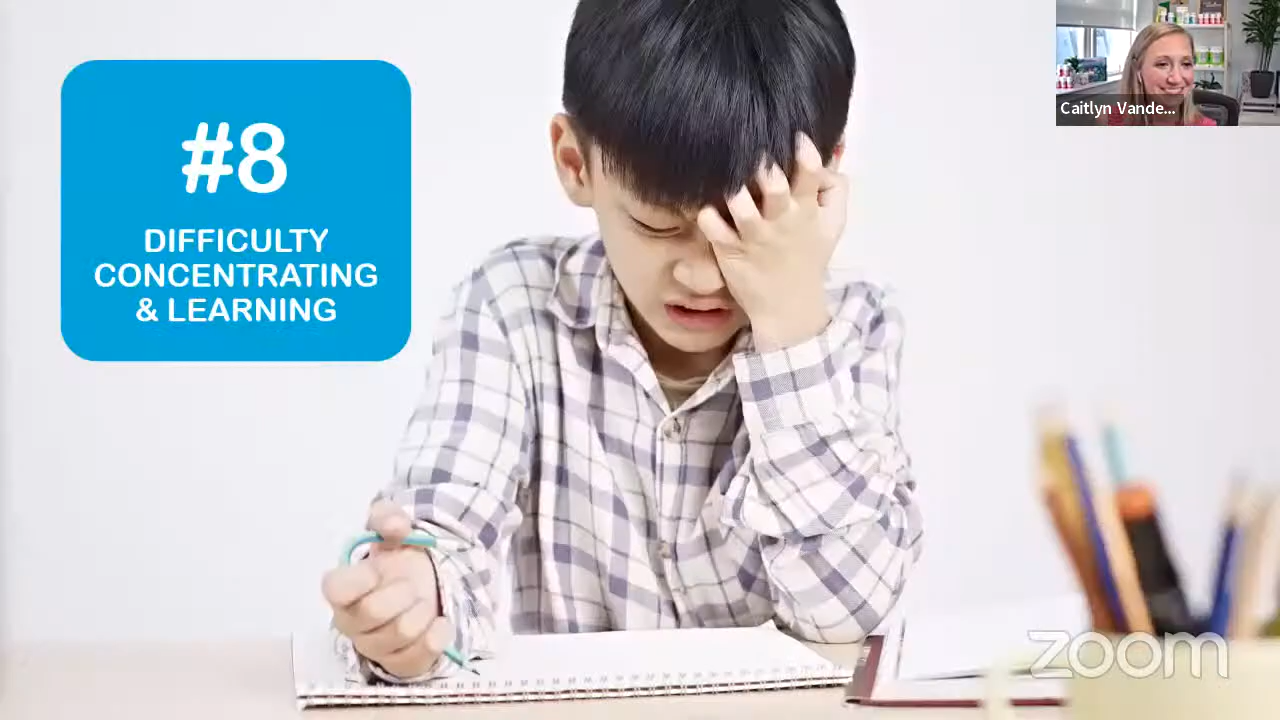 #8
DIFFICULTY
CONCENTRATING
& LEARNING
Caitlyn Vande...
zoom